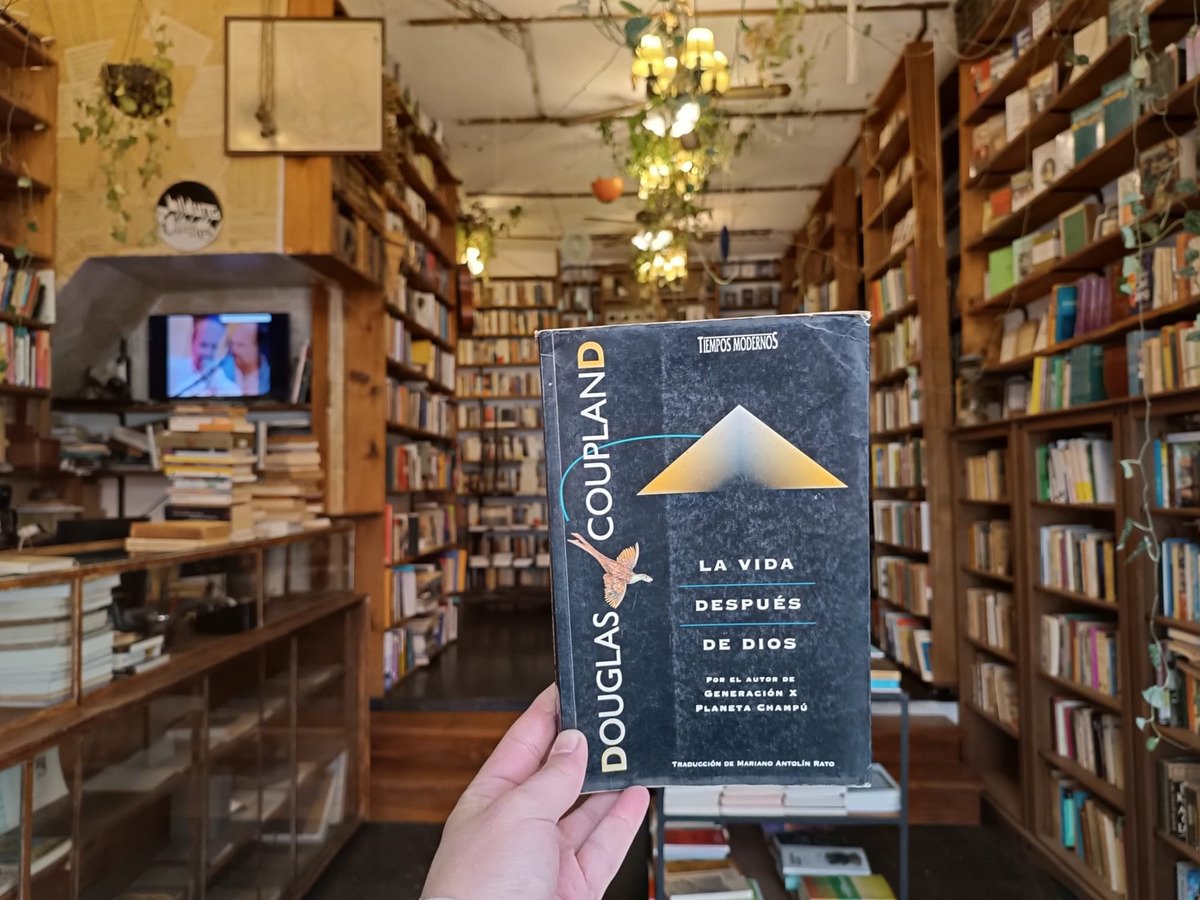 TIEMPOS MODERNOS
DOUGLAS COUPLAND
LA VIDA
DESPUÉS
DE DIOS
POR EL AUTOR DE
GENERACIÓN X
PLANETA CHAMPÚ
TRADUCCIÓN DE MARIANO ANTOLÍN RATO